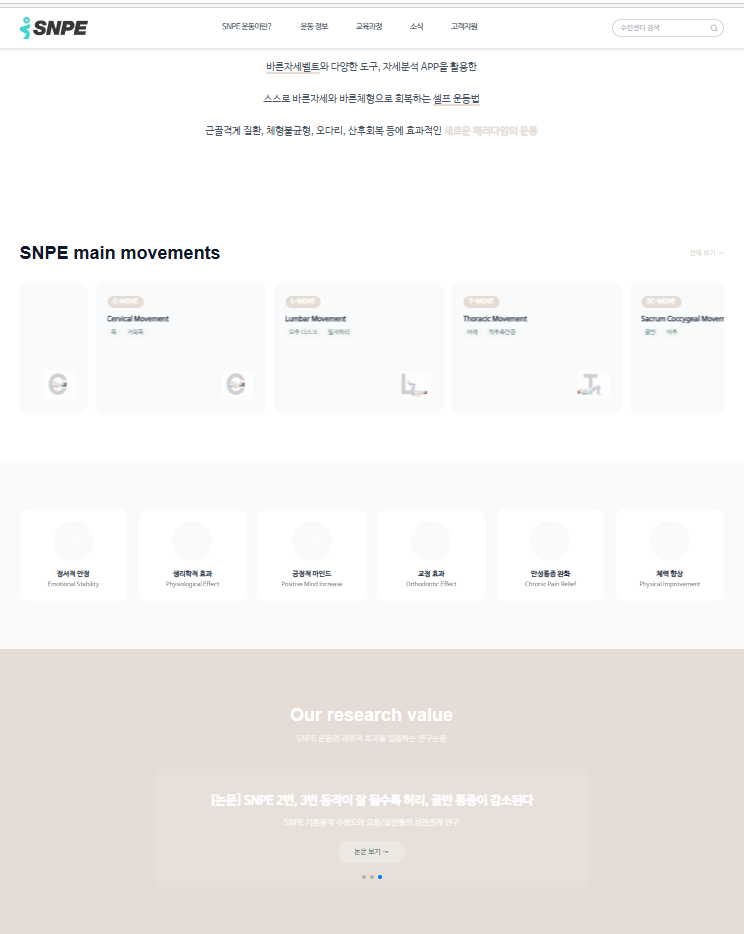 SNPE
SNPE 운동이란?
운동 정보
교육과정
소식
고객지원
수련센터 검색
바른자세벨트와 다양한 도구, 자세분석 APP을 활용한
스스로 바른자세와 바른체형으로 회복하는 셀프 운동법
근골격계 질환, 체형불균형, 오다리, 산후회복 등에 효과적인 새로운 패러다임의 운동
SNPE main movements
전체 보기 →
C-MOVE
Cervical Movement
목 거북목
L-MOVE
Lumbar Movement
요추 디스크 일자허리
T-MOVE
Thoracic Movement
어깨 척추측만증
SC-MOVE
Sacrum Coccygeal Movem
골반
정서적 안정
Emotional Stability
생리학적 효과
Physiological Effect
긍정적 마인드
Positive Mind Increase
교정 효과
Orthodontic Effect
만성통증 완화
Chronic Pain Relief
체력 향상
Physical Improvement
Our research value
SNPE 운동의 과학적 효과를 입증하는 연구논문
[논문] SNPE 2번, 3번 동작이 잘 될수록 허리, 골반 통증이 감소된다
SNPE 기본동작 수행도와 요통/골반통의 상관관계 연구
논문 보기 →